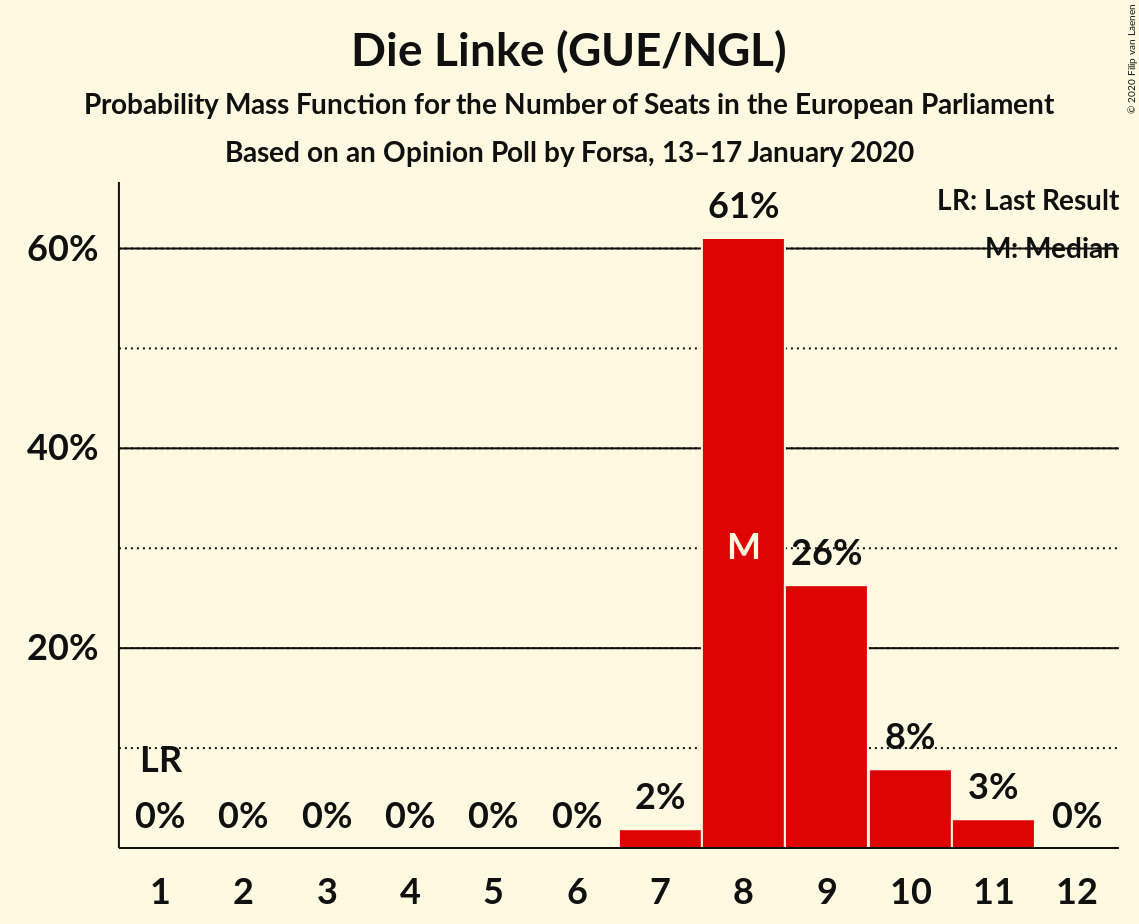 Die Linke (GUE/NGL)
Probability Mass Function for the Number of Seats in the European Parliament
Based on an Opinion Poll by Forsa, 13–17 January 2020
© 2020 Filip van Laenen
LR: Last Result
M: Median
60%
40%
20%
61%
M
26%
8%
3%
2%
LR
0% 0% 0% 0% 0% 0% 0%
1 2 3 4 5 6 7 8 9 10 11 12